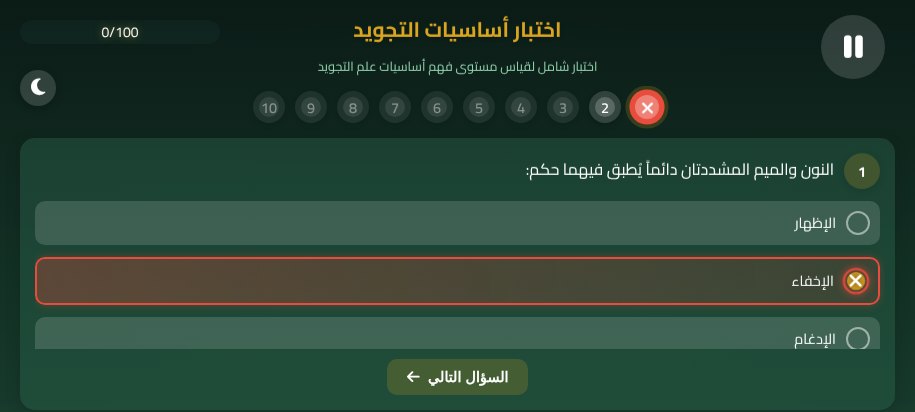 اختبار أساسيات التجويد
0/100
اختبار شامل لقياس مستوى فهم أساسيات علم التجويد
2 3 4 5 6 7 8 9 10
1 النون والميم المشددتان دائماً يُطبق فيهما حكم:
الإظهار
الإخفاء
الإدغام
السؤال التالي